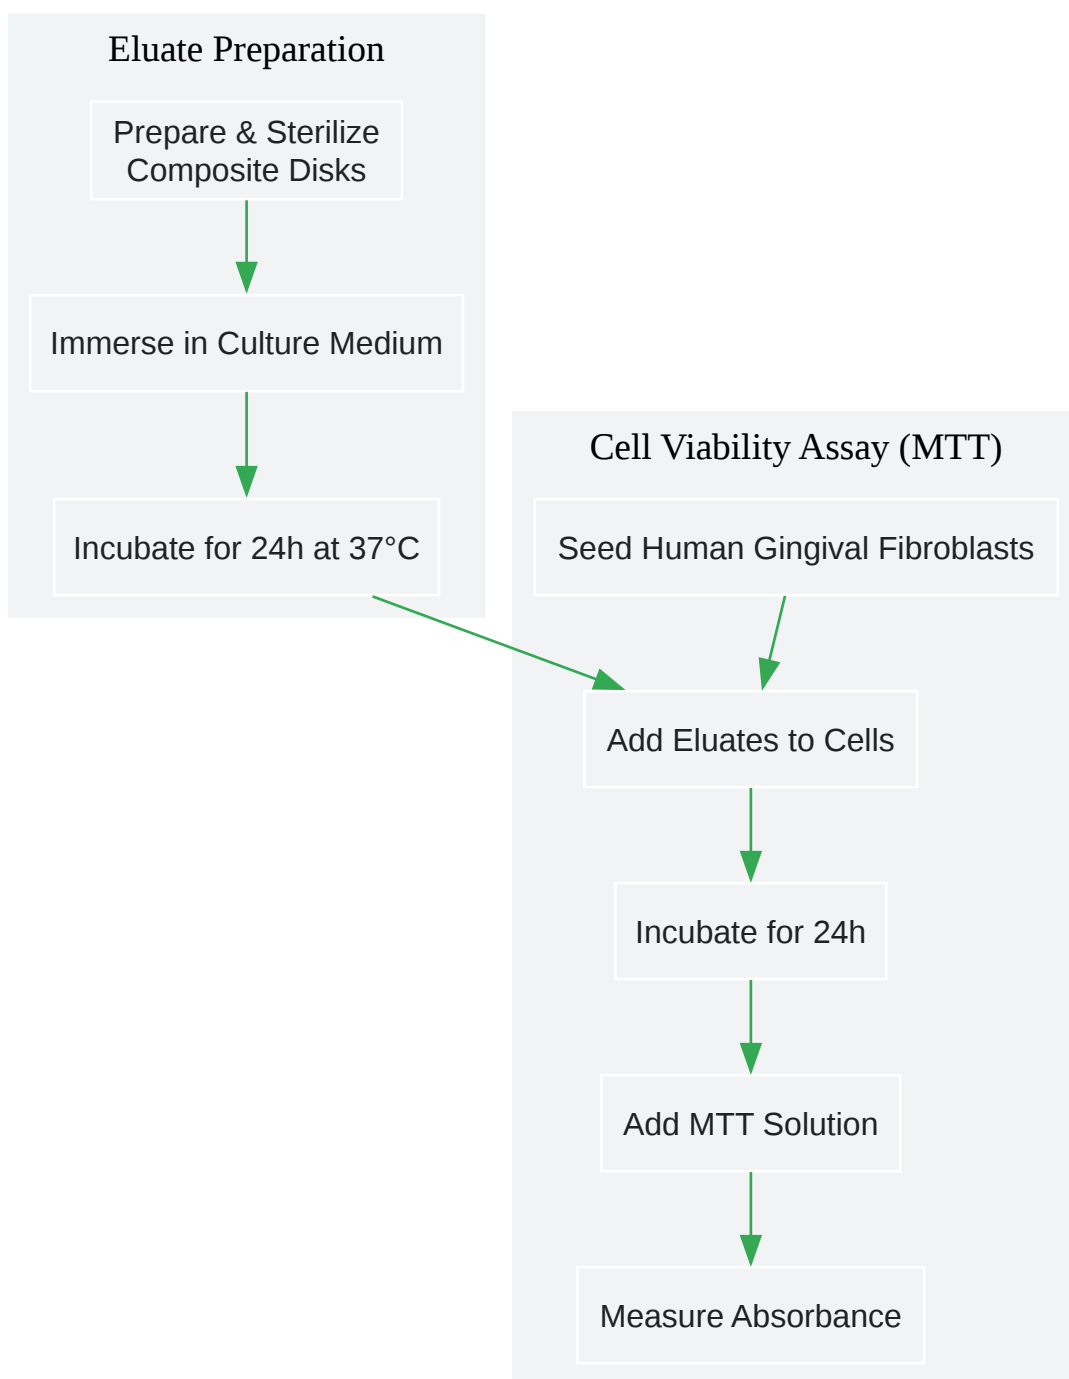 Eluate Preparation
Prepare & Sterilize
Composite Disks
Immerse in Culture Medium
Incubate for 24h at 37°C
Cell Viability Assay (MTT)
Seed Human Gingival Fibroblasts
Add Eluates to Cells
Incubate for 24h
Add MTT Solution
Measure Absorbance